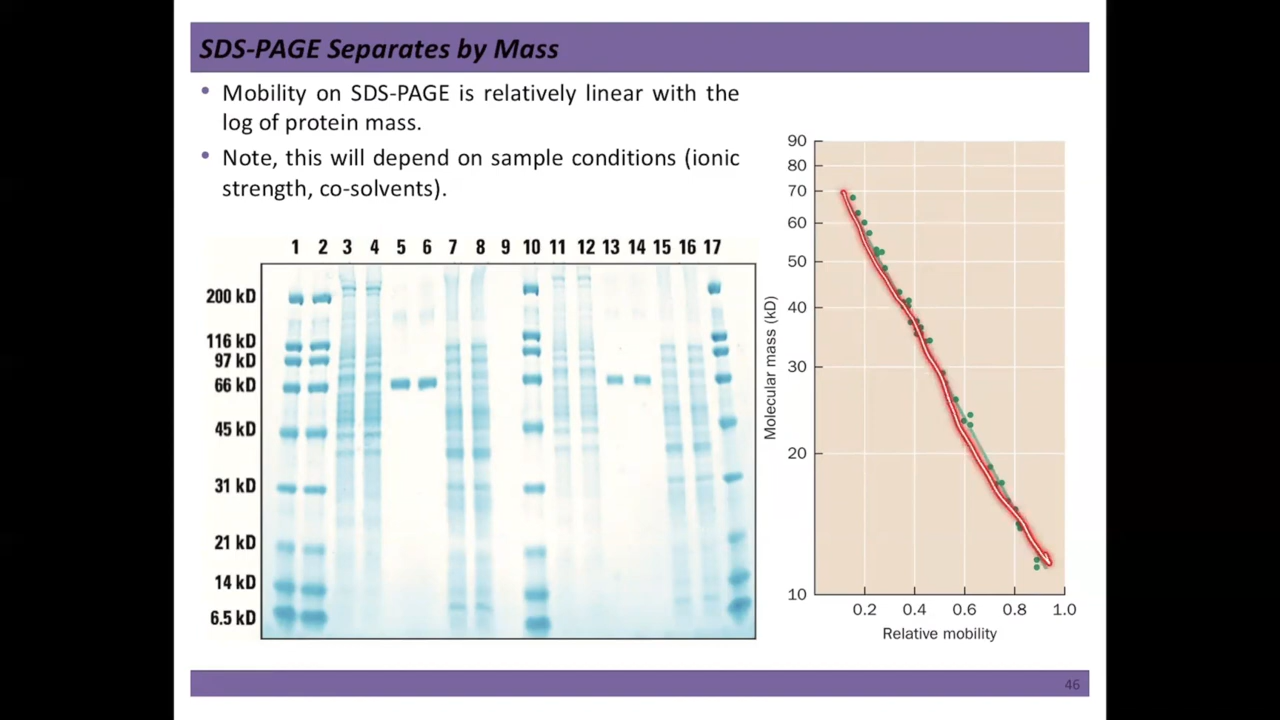 SDS-PAGE Separates by Mass
• Mobility on SDS-PAGE is relatively linear with the
log of protein mass.
• Note, this will depend on sample conditions (ionic
strength, co-solvents).
1 2 3 4 5 6 7 8 9 10 11 12 13 14 15 16 17
200 kD
116 kD
97 kD
66 kD
45 kD
31 kD
21 kD
14 kD
6.5 kD
Molecular mass (kD)
90
80
70
60
50
40
30
20
10
0.2 0.4 0.6 0.8 1.0
Relative mobility
46